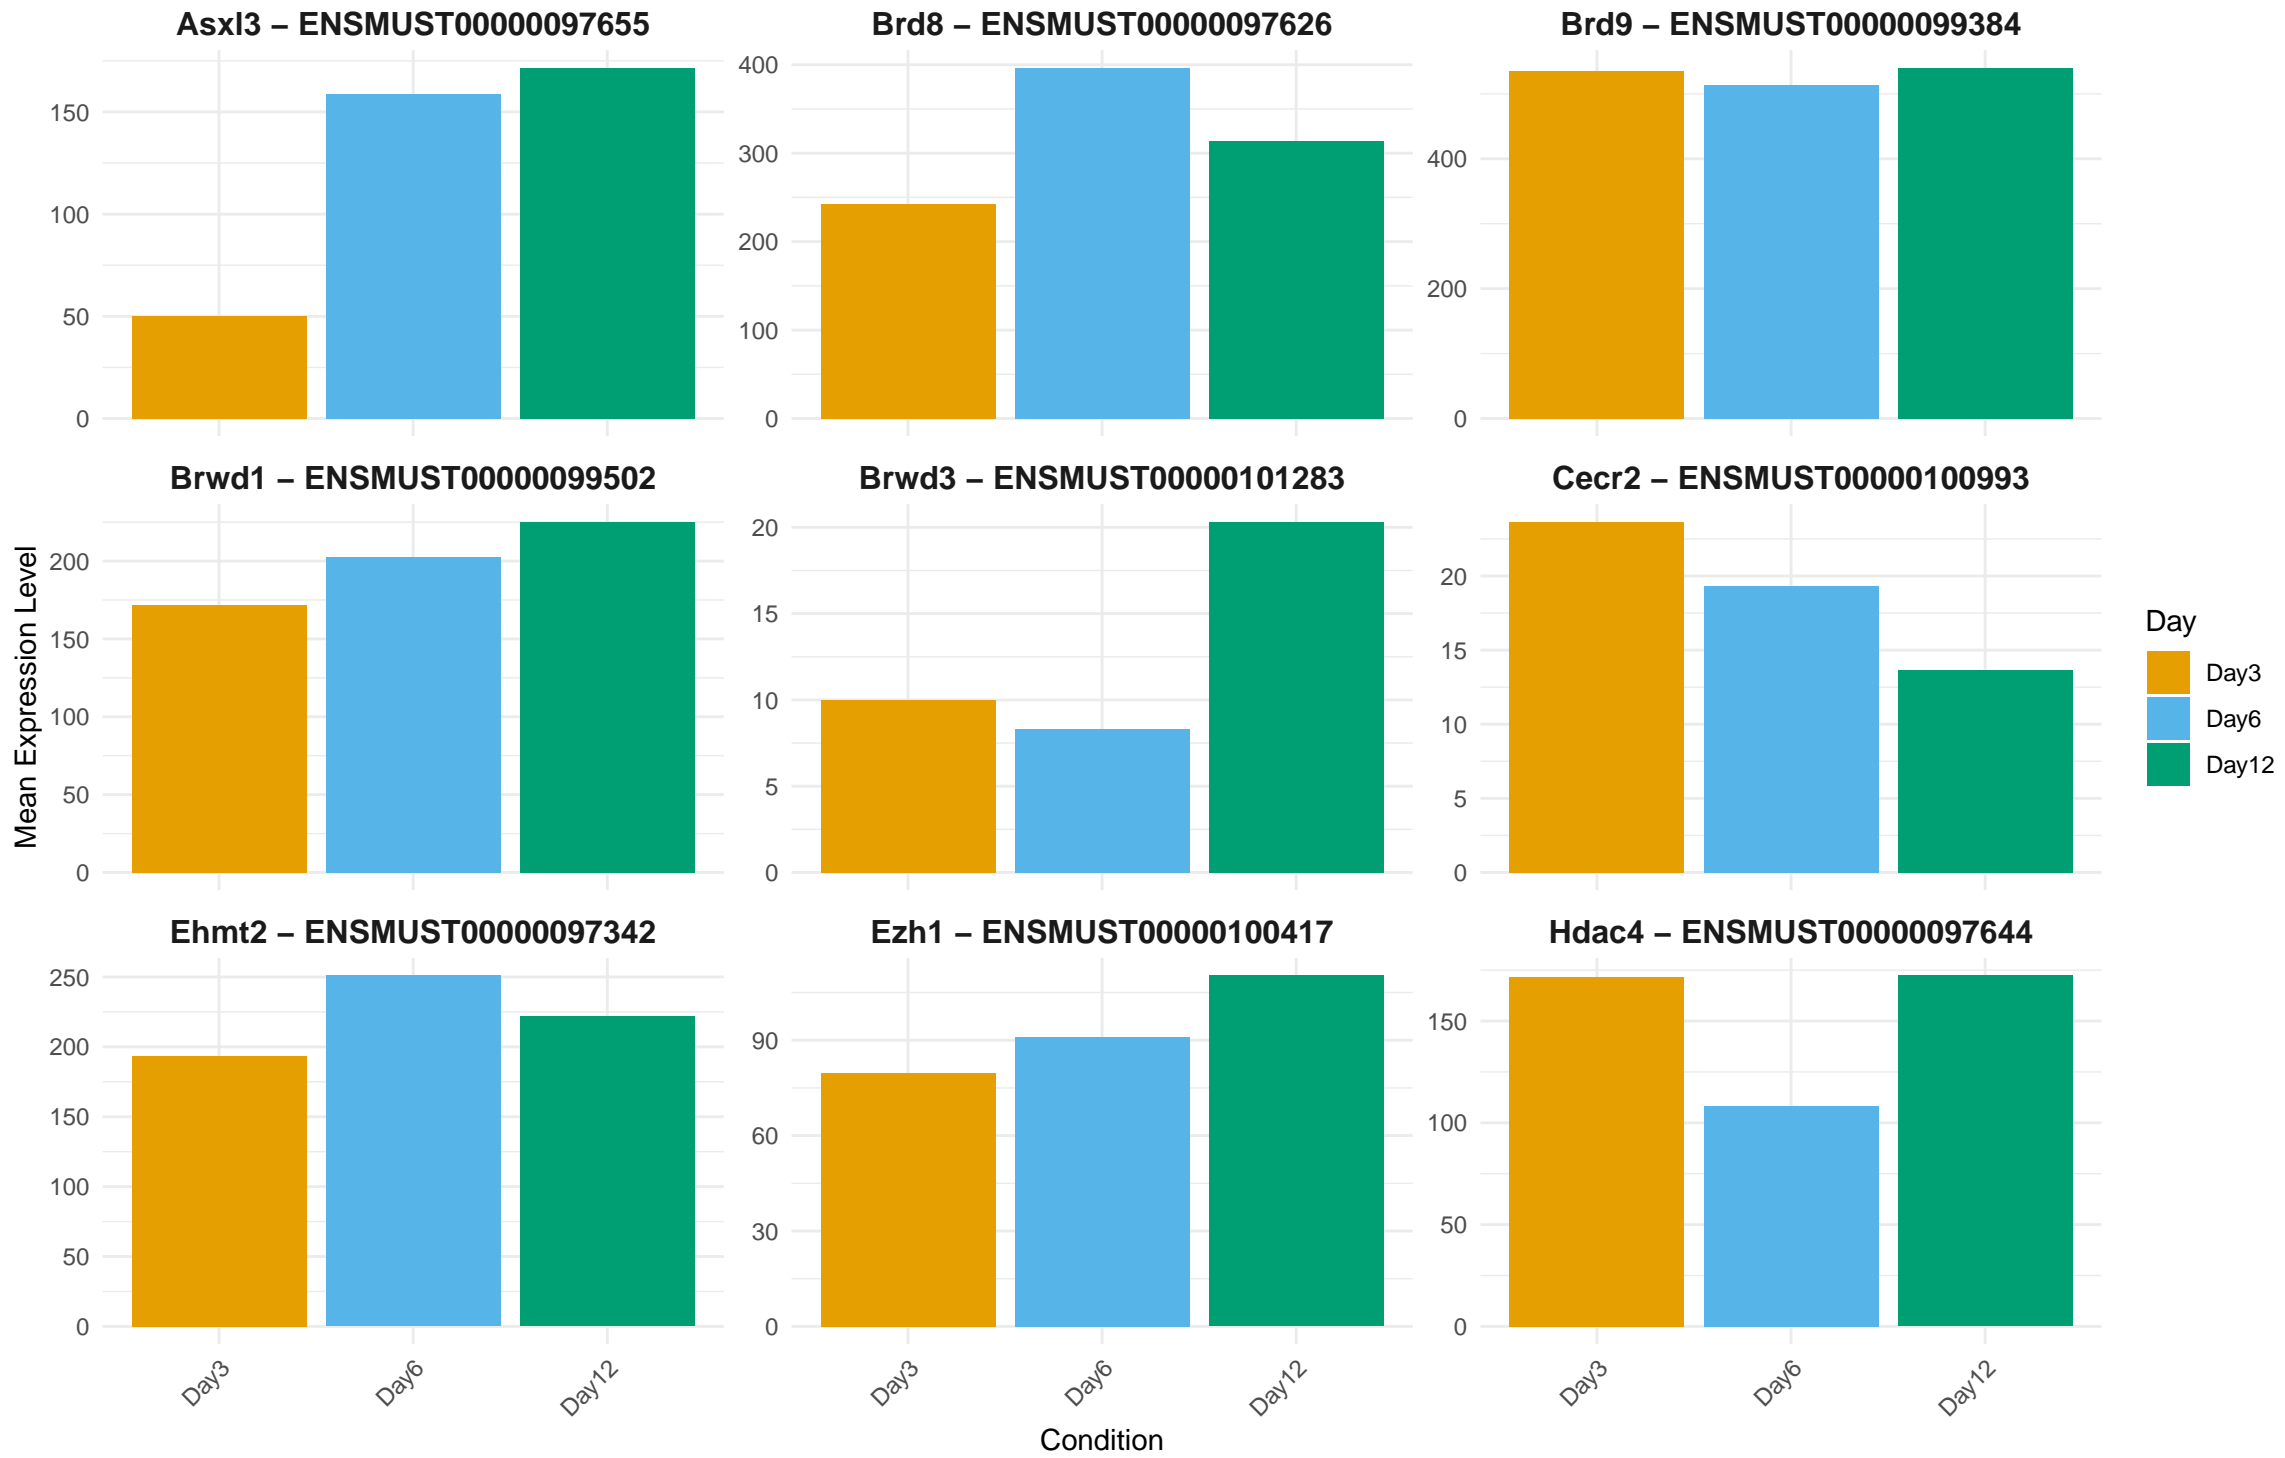 Asxl3 – ENSMUST00000097655
Brd8 – ENSMUST00000097626
Brd9 – ENSMUST00000099384
150
100
50
0
400
300
200
100
0
400
200
0
Brwd1 – ENSMUST00000099502
Brwd3 – ENSMUST00000101283
Cecr2 – ENSMUST00000100993
Mean Expression Level
200
150
100
50
0
20
15
10
5
0
20
15
10
5
0
Day
Day3
Day6
Day12
Ehmt2 – ENSMUST00000097342
Ezh1 – ENSMUST00000100417
Hdac4 – ENSMUST00000097644
250
200
150
100
50
0
90
60
30
0
150
100
50
0
Day3
Day6
Day12
Day3
Day6
Day12
Day3
Day6
Day12
Condition